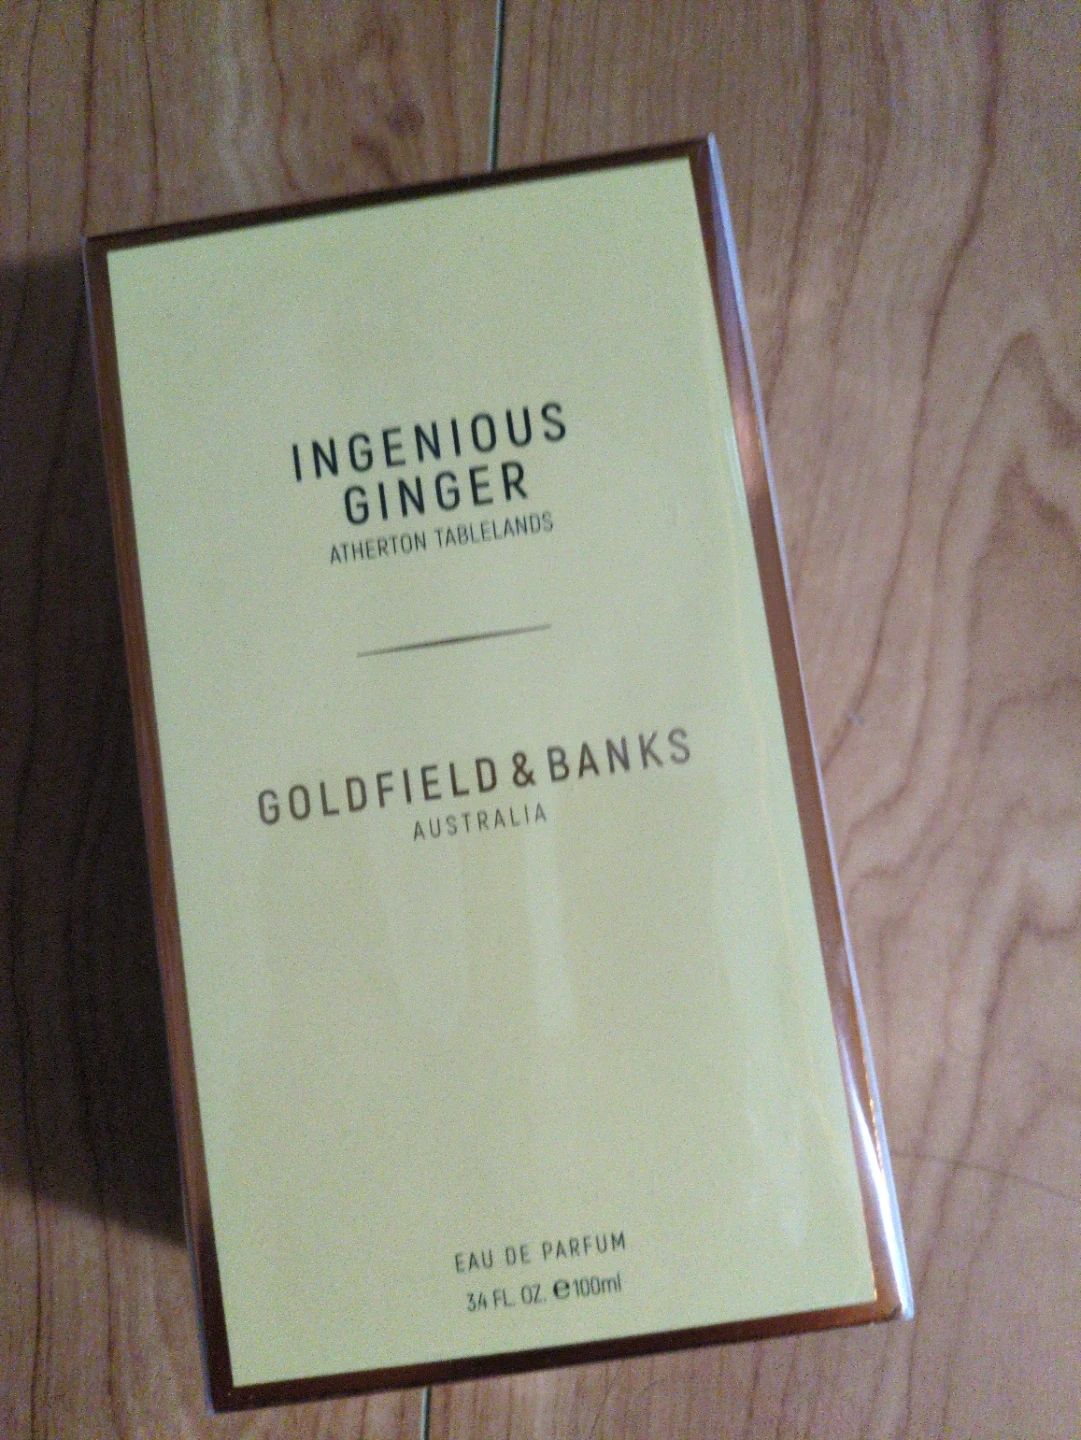 INGENIOUS
GINGER
ATHERTON TABLELANDS
GOLDFIELD & BANKS
AUSTRALIA
EAU DE PARFUM
3.4 FL. OZ. ℮ 100ml